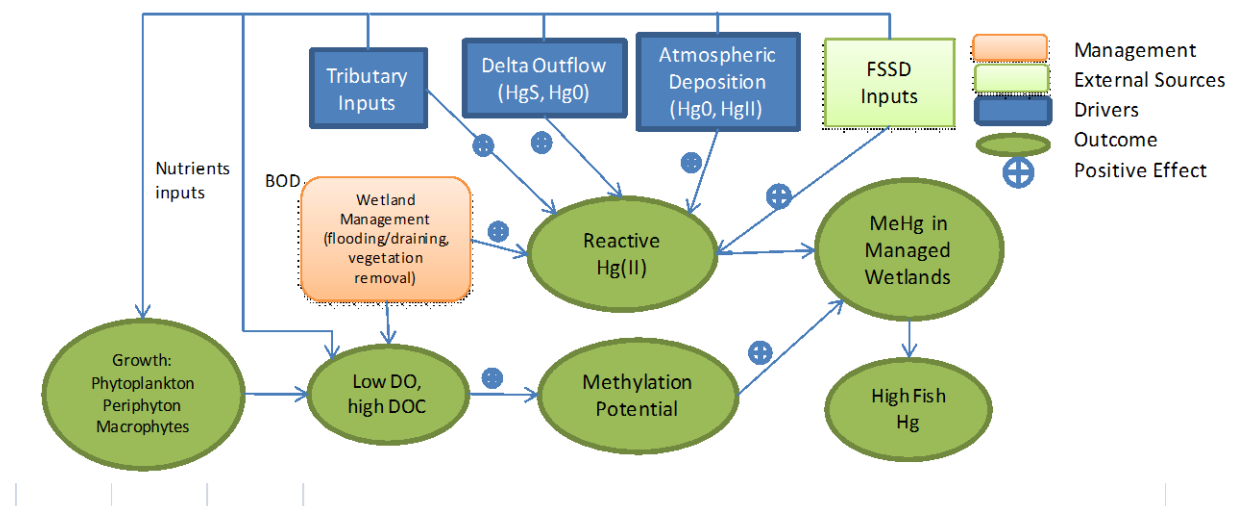 Tributary
Inputs
Delta Outflow
(HgS, Hg0)
Atmospheric
Deposition
(Hg0, HgII)
FSSD
Inputs
Management
External Sources
Drivers
Outcome
Positive Effect
Nutrients
inputs
BOD
Wetland
Management
(flooding/draining,
vegetation
removal)
Reactive
Hg(II)
MeHg in
Managed
Wetlands
Growth:
Phytoplankton
Periphyton
Macrophytes
Low DO,
high DOC
Methylation
Potential
High Fish
Hg